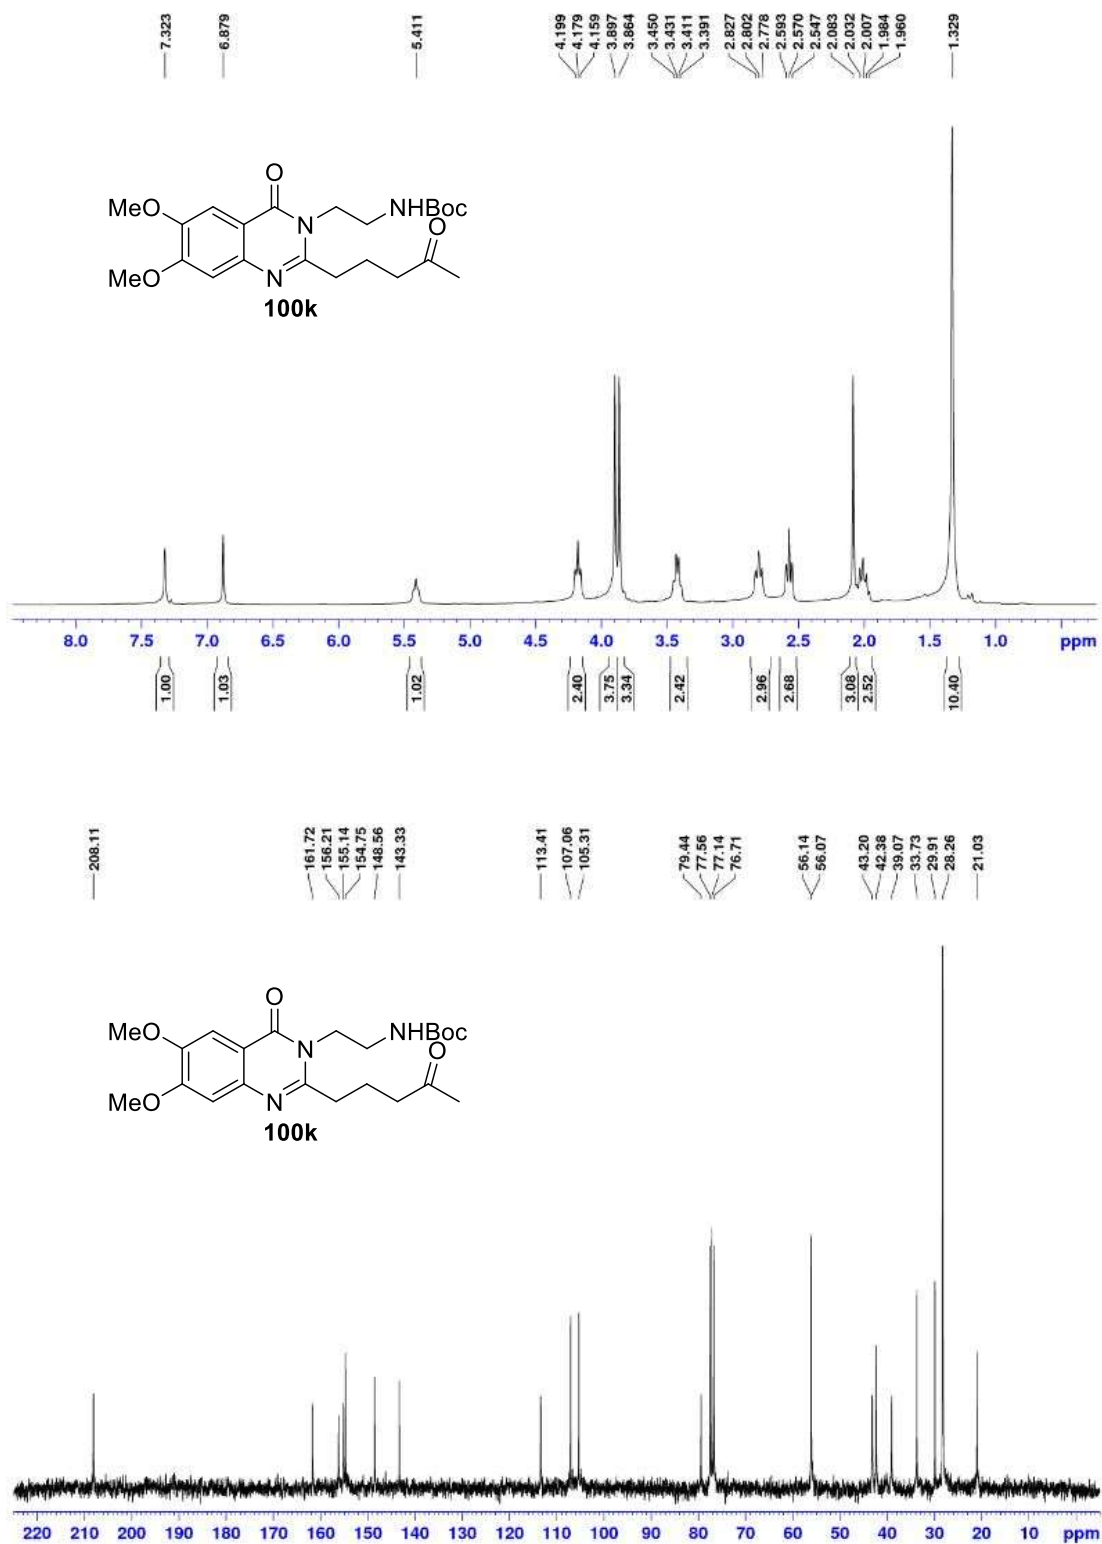 7.323 6.879 5.411 4.199 4.179 4.159 3.897 3.864 3.450 3.431 3.411 3.391 2.827 2.802 2.778 2.593 2.570 2.547 2.083 2.032 2.007 1.984 1.960 1.329
O
MeO N NHBoc
O
MeO N
100k
8.0 7.5 7.0 6.5 6.0 5.5 5.0 4.5 4.0 3.5 3.0 2.5 2.0 1.5 1.0 ppm
1.00 1.03 1.02 2.40 3.75 3.34 2.42 2.96 2.68 3.08 2.52 10.40
208.11 161.72 156.21 155.14 154.75 148.56 143.33 113.41 107.06 105.31 79.44 77.56 77.14 76.71 56.14 56.07 43.20 42.38 39.07 33.73 29.91 28.26 21.03
O
MeO N NHBoc
O
MeO N
100k
220 210 200 190 180 170 160 150 140 130 120 110 100 90 80 70 60 50 40 30 20 10 ppm